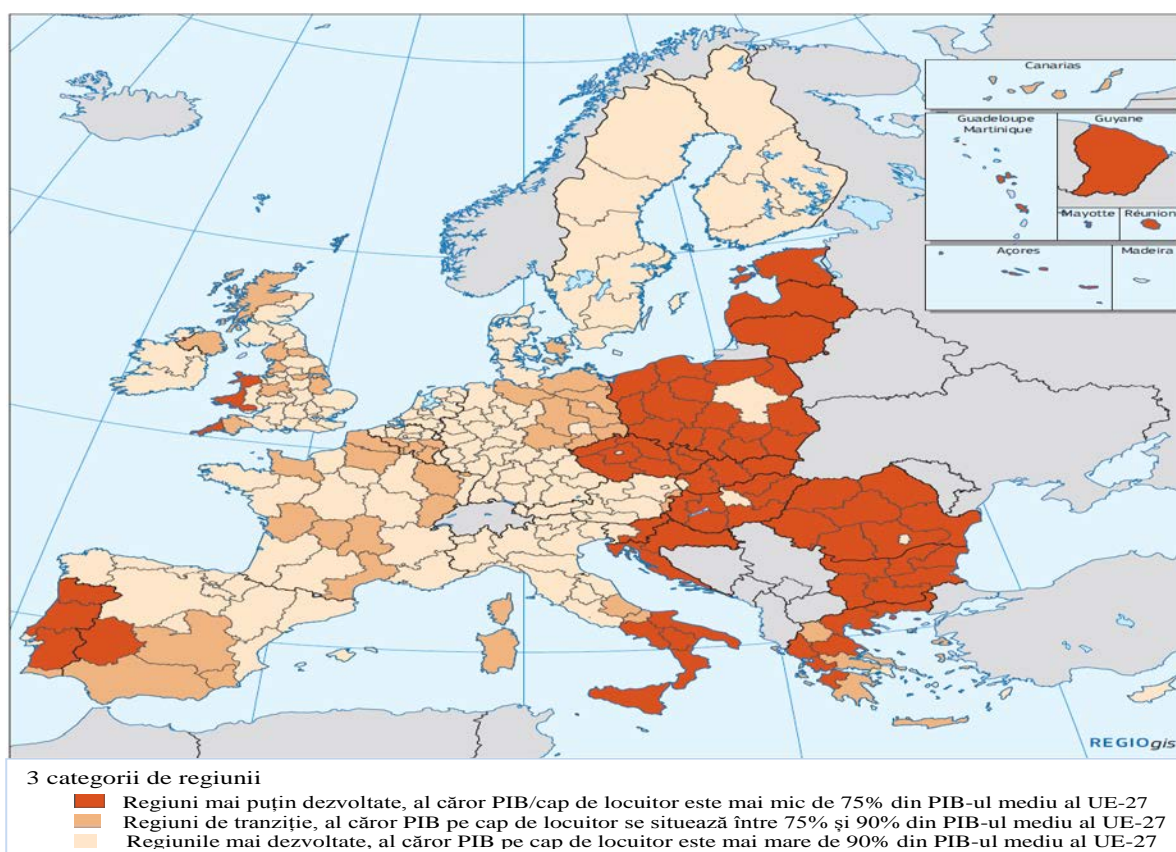 Canarias
Guadeloupe
Martinique
Guyane
Mayotte
Réunion
Açores
Madeira
REGIOgis
3 categorii de regiunii
Regiuni mai puțin dezvoltate, al căror PIB/cap de locuitor este mai mic de 75% din PIB-ul mediu al UE-27
Regiuni de tranziție, al căror PIB pe cap de locuitor se situează între 75% și 90% din PIB-ul mediu al UE-27
Regiunile mai dezvoltate, al căror PIB pe cap de locuitor este mai mare de 90% din PIB-ul mediu al UE-27